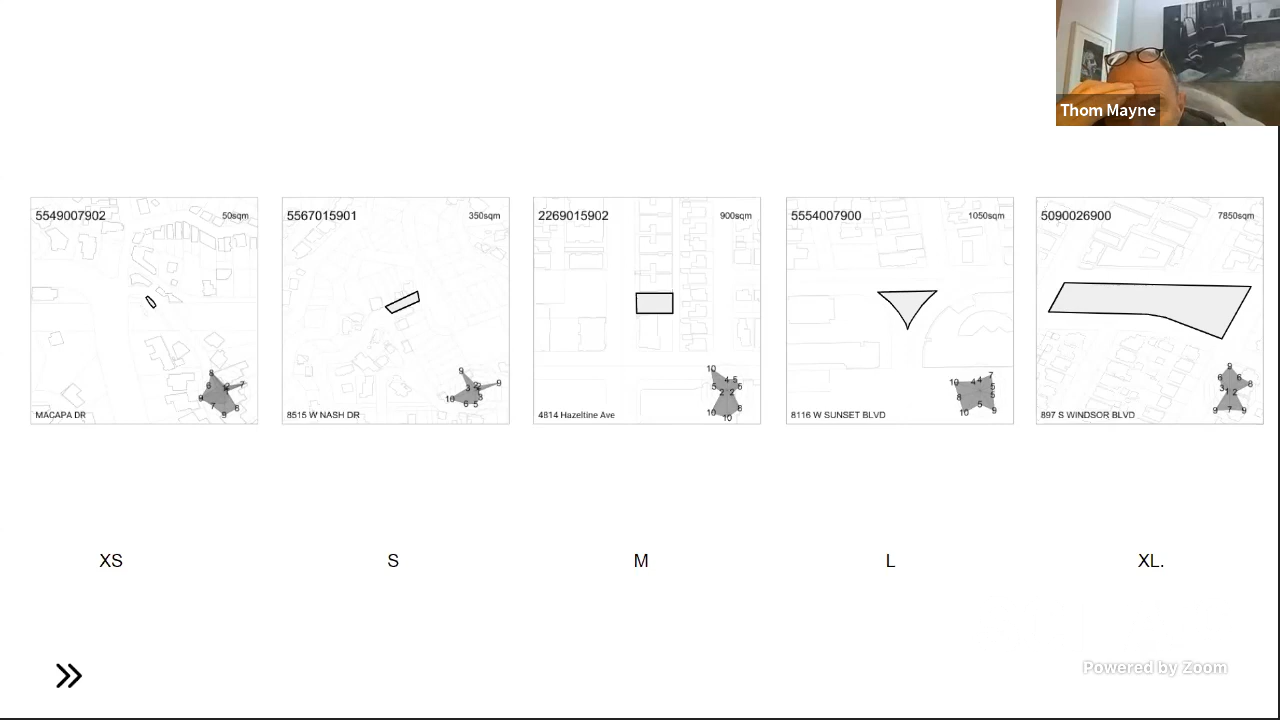 Thom Mayne
5549007902 50sqm
MACAPA DR
5567015901 350sqm
8515 W NASH DR
2269015902 900sqm
4814 Hazeltine Ave
5554007900 1050sqm
8116 W SUNSET BLVD
5090026900 7850sqm
897 S WINDSOR BLVD
XS
S
M
L
XL.
Powered by Zoom